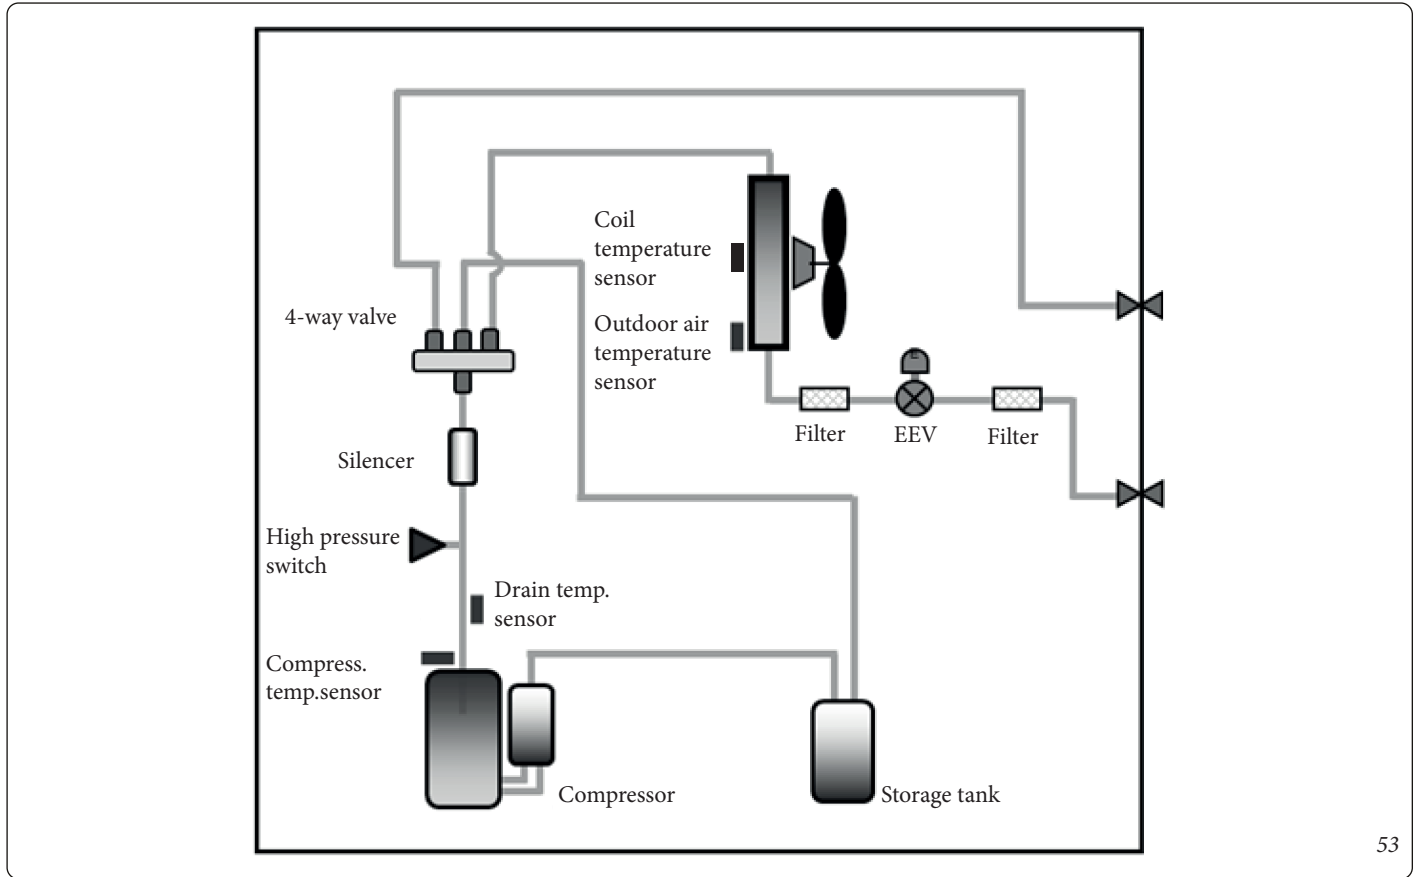 Coil
temperature
sensor
4-way valve
Outdoor air
temperature
sensor
E
Filter
EEV
Filter
Silencer
High pressure
switch
Drain temp.
sensor
Compress.
temp.sensor
Compressor
Storage tank
53